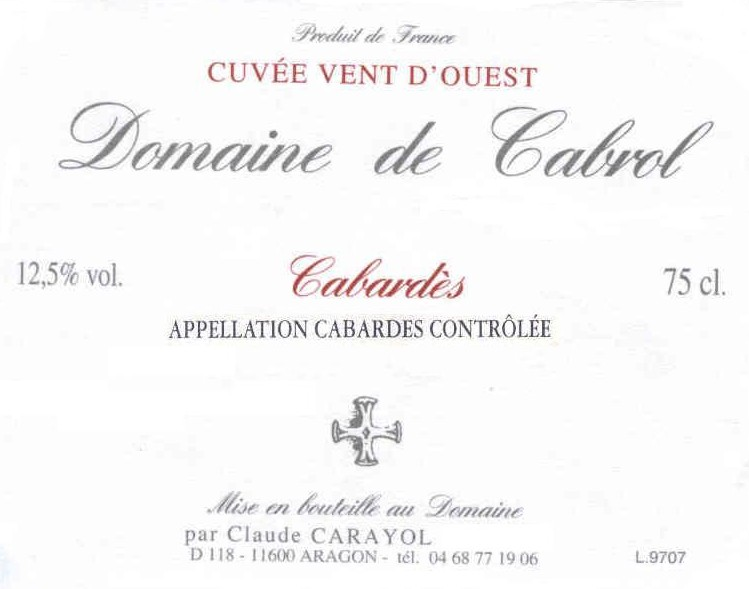 Produit de France
CUVÉE VENT D'OUEST
Domaine de Cabrol
12,5% vol.
Cabardès
75 cl.
APPELLATION CABARDES CONTRÔLÉE
Mise en bouteille au Domaine
par Claude CARAYOL
D 118 - 11600 ARAGON - tél. 04 68 77 19 06
L.9707